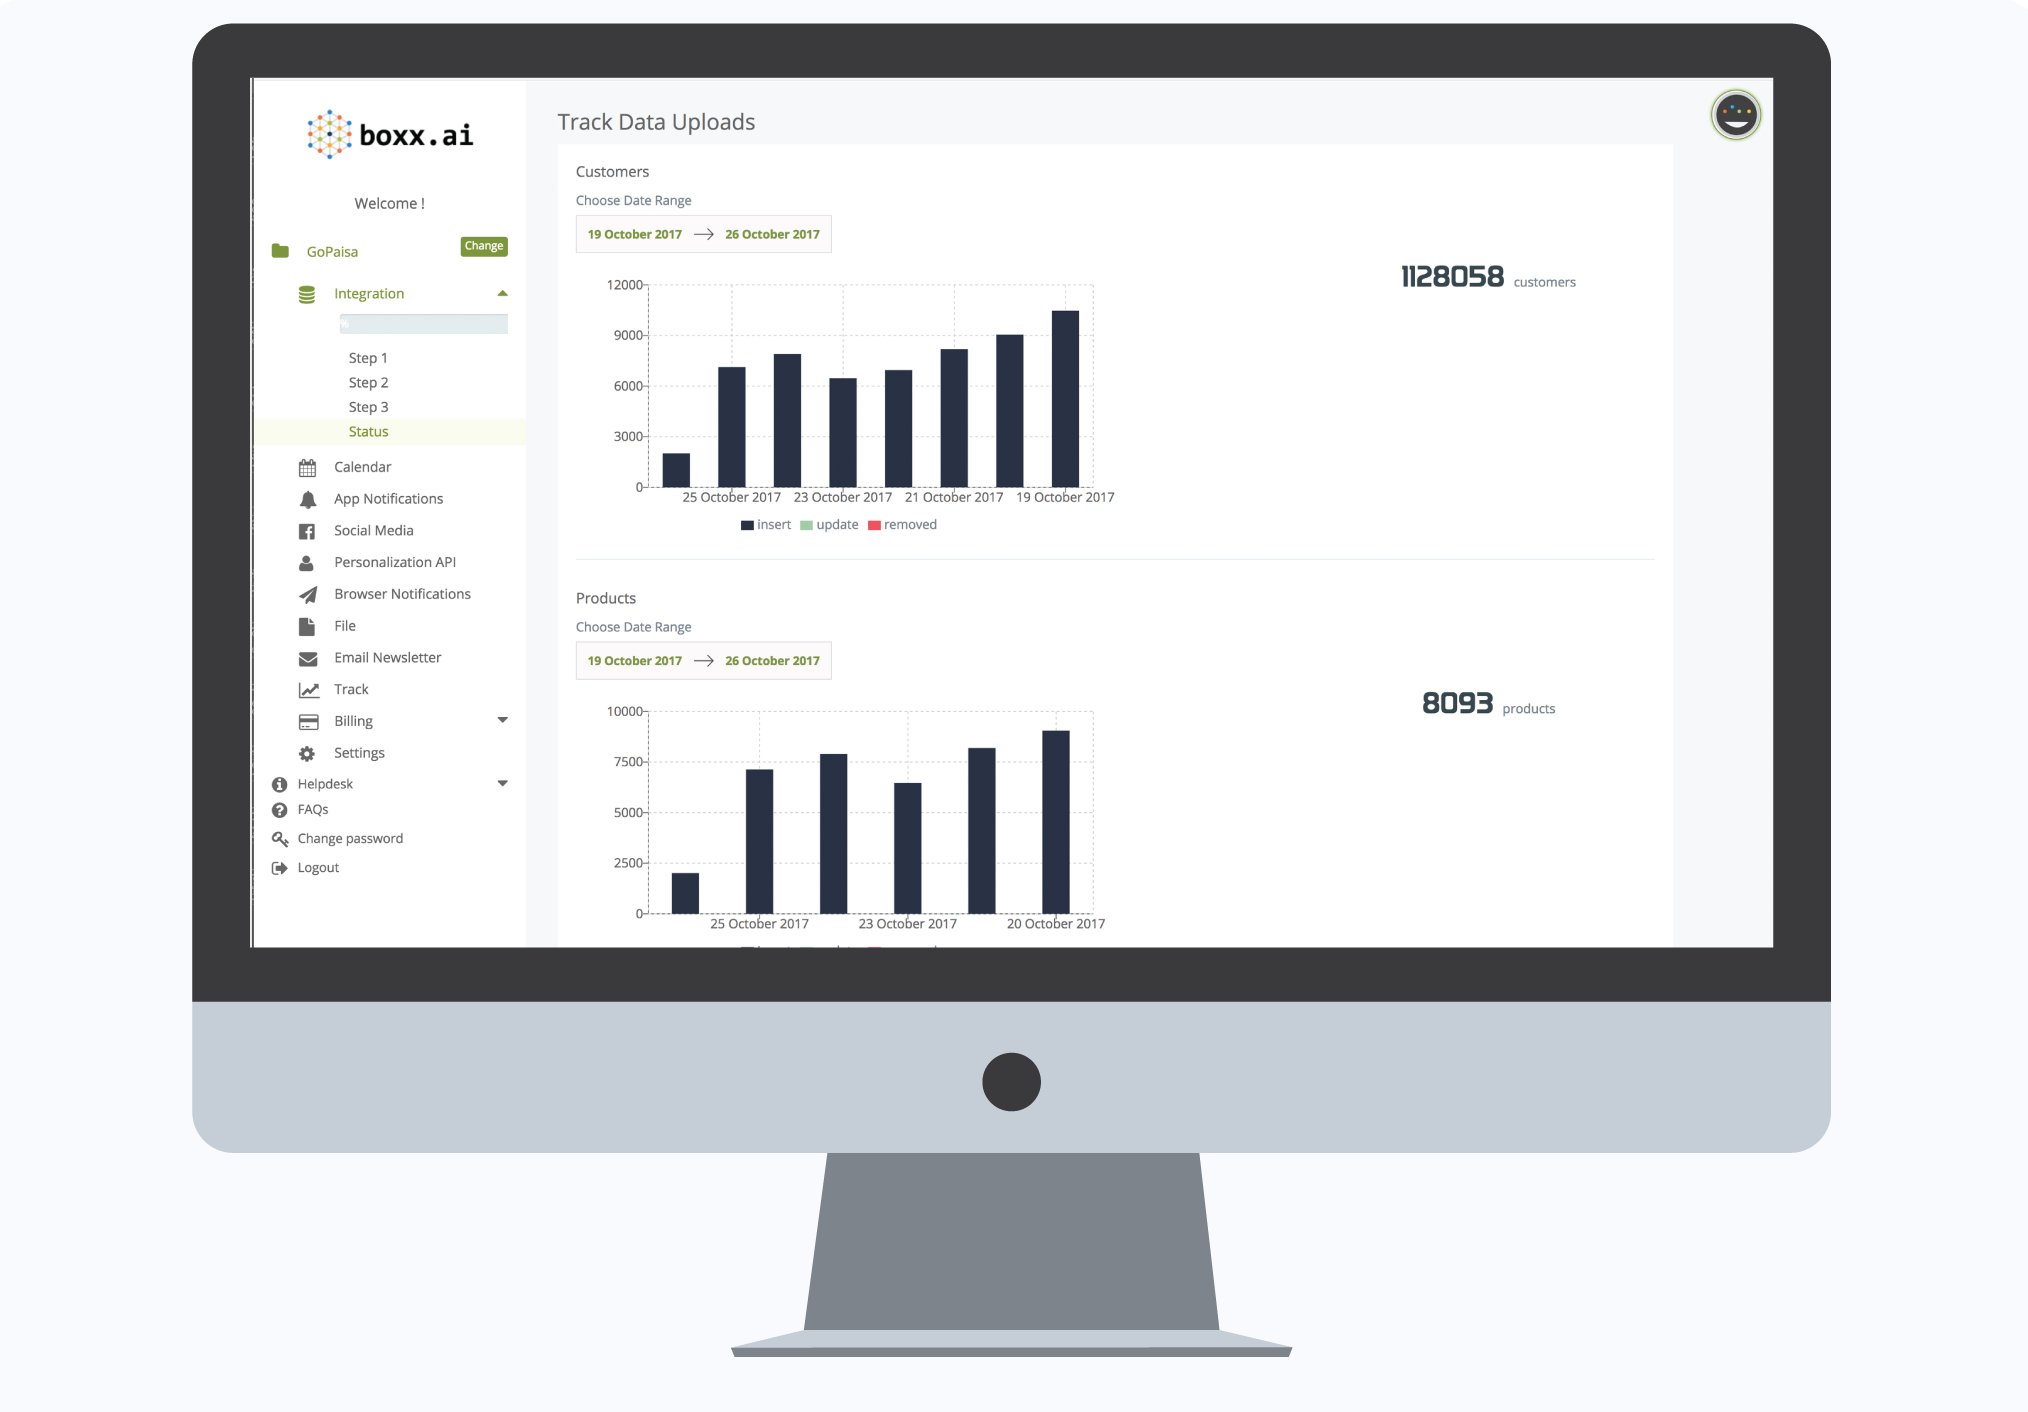 boxx.ai
Welcome !
GoPaisa
Change
Integration
%
Step 1
Step 2
Step 3
Status
Calendar
App Notifications
Social Media
Personalization API
Browser Notifications
File
Email Newsletter
Track
Billing
Settings
Helpdesk
FAQs
Change password
Logout
Track Data Uploads
Customers
Choose Date Range
19 October 2017 → 26 October 2017
1128058 customers
12000
9000
6000
3000
0
25 October 2017 23 October 2017 21 October 2017 19 October 2017
insert update removed
Products
Choose Date Range
19 October 2017 → 26 October 2017
8093 products
10000
7500
5000
2500
0
25 October 2017 23 October 2017 20 October 2017